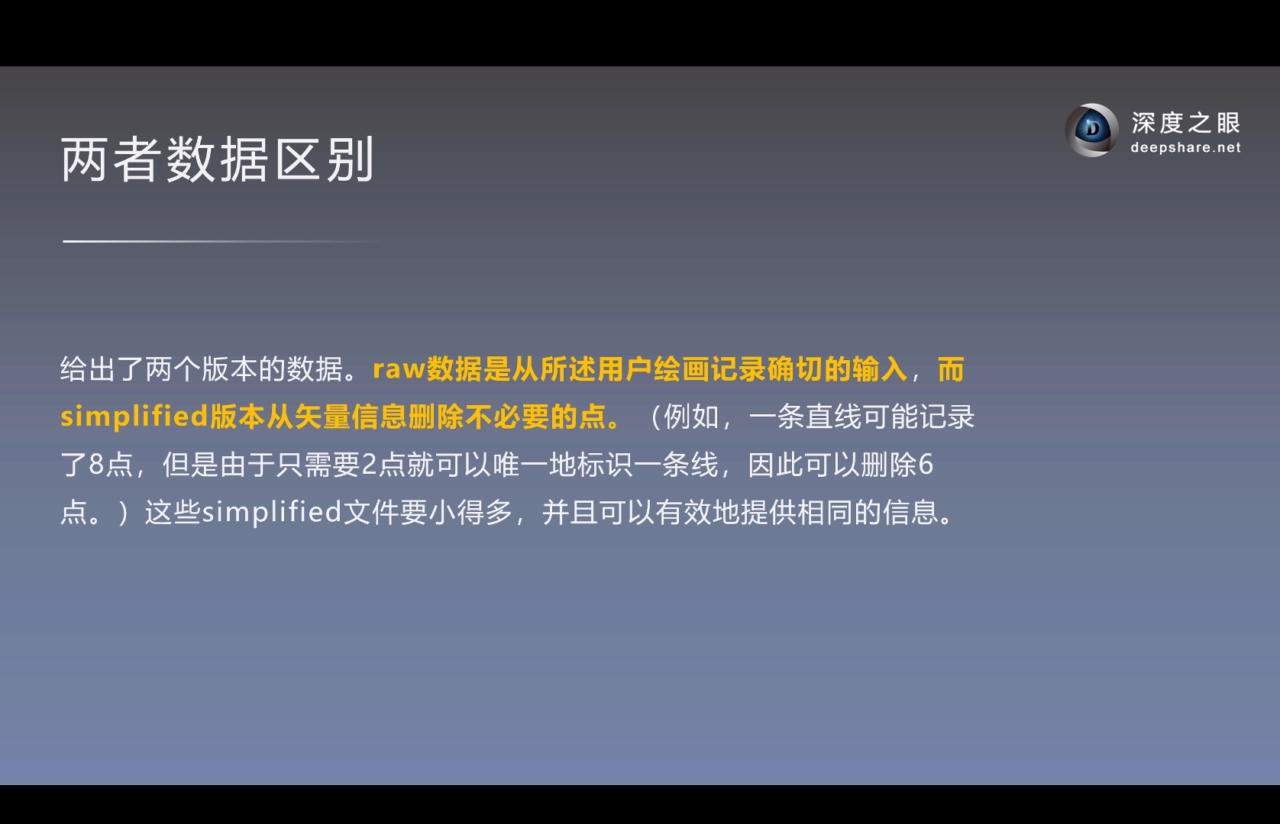 两者数据区别
深度之眼
deepshare.net
给出了两个版本的数据。raw数据是从所述用户绘画记录确切的输入，而
simplified版本从矢量信息删除不必要的点。（例如，一条直线可能记录
了8点，但是由于只需要2点就可以唯一地标识一条线，因此可以删除6
点。）这些simplified文件要小得多，并且可以有效地提供相同的信息。